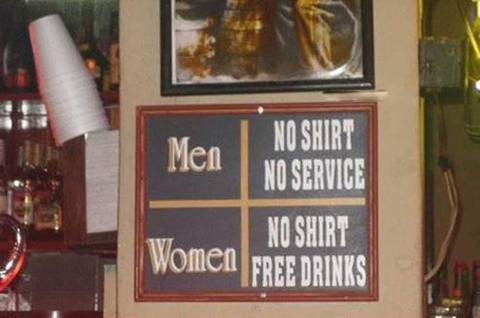 Men
NO SHIRT
NO SERVICE
Women
NO SHIRT
FREE DRINKS